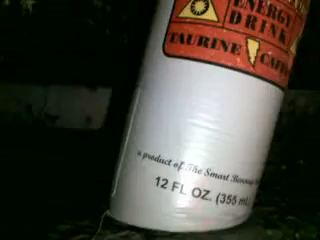 ENERGY
DRINK
TAURINE
a product of The Smart Beverage
12 FL OZ. (355 mL